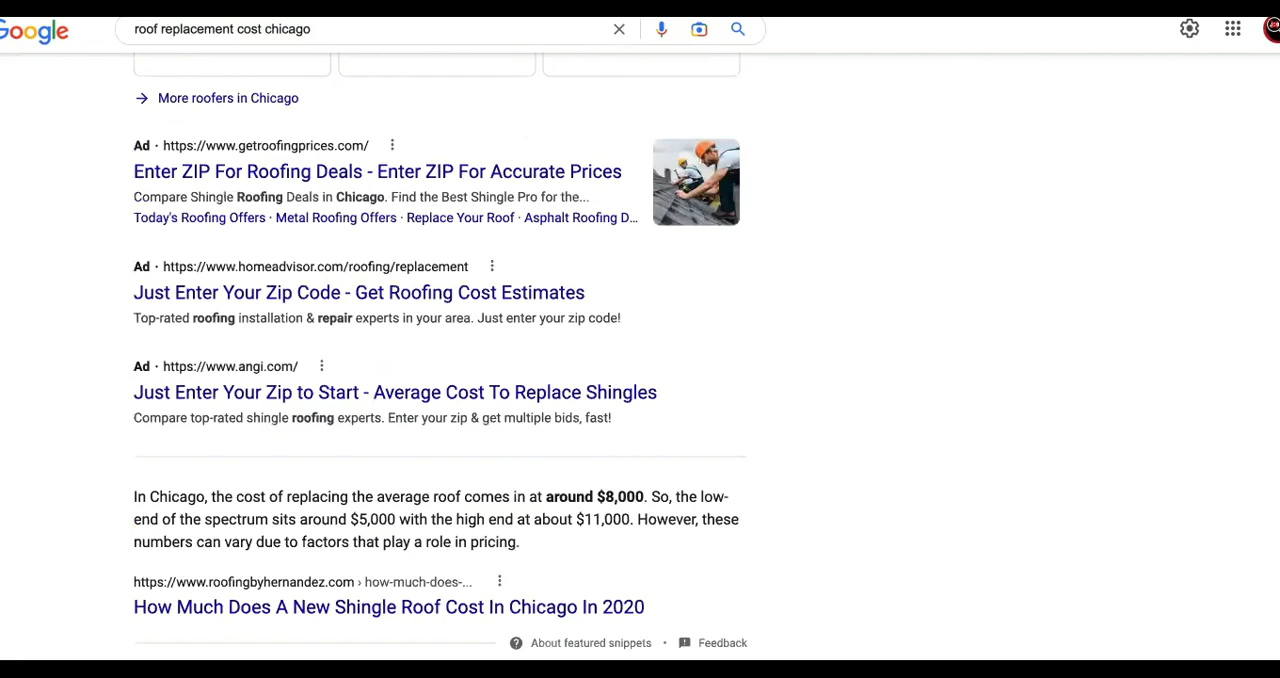 Google
roof replacement cost chicago
More roofers in Chicago
Ad · https://www.getroofingprices.com/
Enter ZIP For Roofing Deals - Enter ZIP For Accurate Prices
Compare Shingle Roofing Deals in Chicago. Find the Best Shingle Pro for the...
Today's Roofing Offers · Metal Roofing Offers · Replace Your Roof · Asphalt Roofing D...
Ad · https://www.homeadvisor.com/roofing/replacement
Just Enter Your Zip Code - Get Roofing Cost Estimates
Top-rated roofing installation & repair experts in your area. Just enter your zip code!
Ad · https://www.angi.com/
Just Enter Your Zip to Start - Average Cost To Replace Shingles
Compare top-rated shingle roofing experts. Enter your zip & get multiple bids, fast!
In Chicago, the cost of replacing the average roof comes in at around $8,000. So, the low-
end of the spectrum sits around $5,000 with the high end at about $11,000. However, these
numbers can vary due to factors that play a role in pricing.
https://www.roofingbyhernandez.com › how-much-does-...
How Much Does A New Shingle Roof Cost In Chicago In 2020
About featured snippets • Feedback